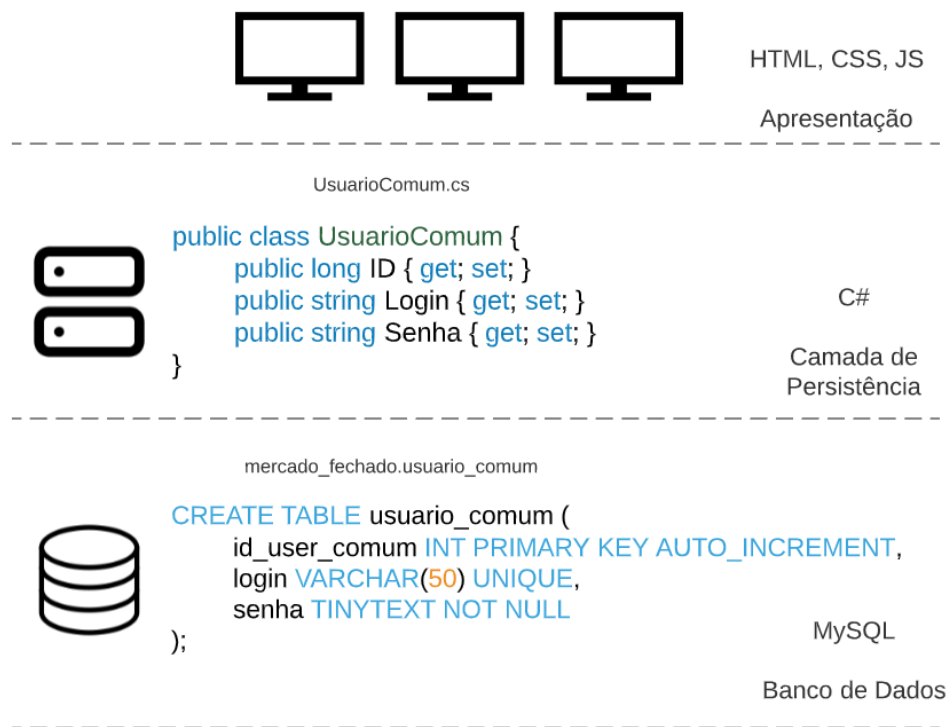 HTML, CSS, JS
Apresentação
UsuarioComum.cs
public class UsuarioComum {
public long ID { get; set; }
public string Login { get; set; }
public string Senha { get; set; }
}
C#
Camada de
Persistência
mercado_fechado.usuario_comum
CREATE TABLE usuario_comum (
id_user_comum INT PRIMARY KEY AUTO_INCREMENT,
login VARCHAR(50) UNIQUE,
senha TINYTEXT NOT NULL
);
MySQL
Banco de Dados